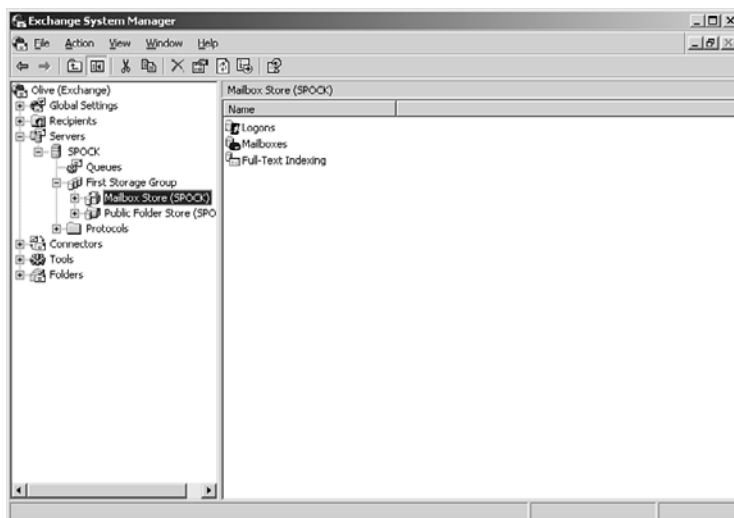 Exchange System Manager
File Action View Window Help
Olive (Exchange)
Global Settings
Recipients
Servers
SPOCK
Queues
First Storage Group
Mailbox Store (SPOCK)
Public Folder Store (SPO
Protocols
Connectors
Tools
Folders
Mailbox Store (SPOCK)
Name
Logons
Mailboxes
Full-Text Indexing